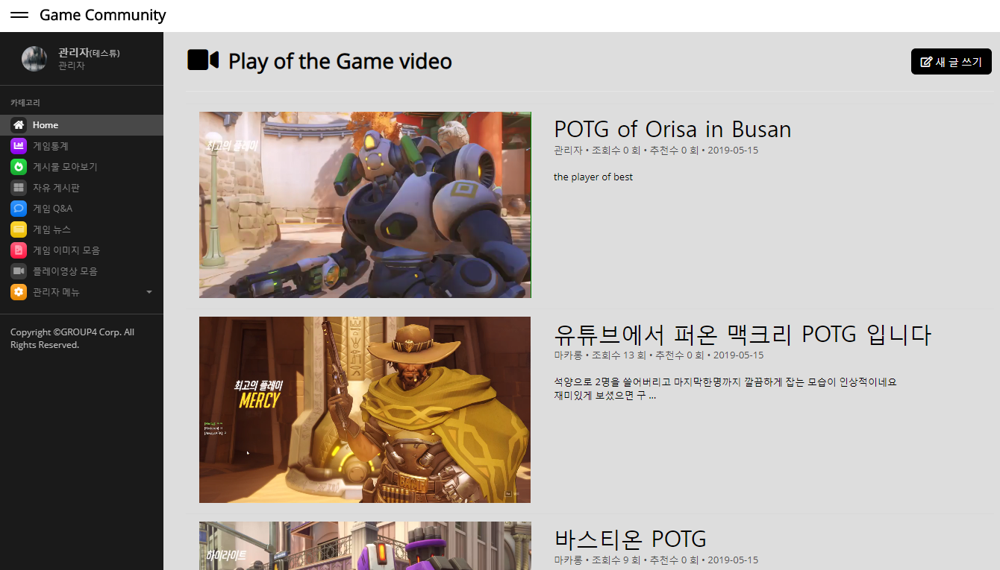 Game Community
관리자(테스튜)
관리자
카테고리
Home
게임통계
게시물 모아보기
자유 게시판
게임 Q&A
게임 뉴스
게임 이미지 모음
플레이영상 모음
관리자 메뉴
Copyright ©GROUP4 Corp. All
Rights Reserved.
Play of the Game video
새 글 쓰기
최고의 플레이
POTG of Orisa in Busan
관리자 • 조회수 0 회 • 추천수 0 회 • 2019-05-15
the player of best
최고의 플레이
MERCY
BANG
유튜브에서 퍼온 맥크리 POTG 입니다
마카롱 • 조회수 13 회 • 추천수 0 회 • 2019-05-15
석양으로 2명을 쓸어버리고 마지막한명까지 깔끔하게 잡는 모습이 인상적이네요
재미있게 보셨으면 구 ...
하이라이트
바스티온 POTG
마카롱 • 조회수 9 회 • 추천수 0 회 • 2019-05-15